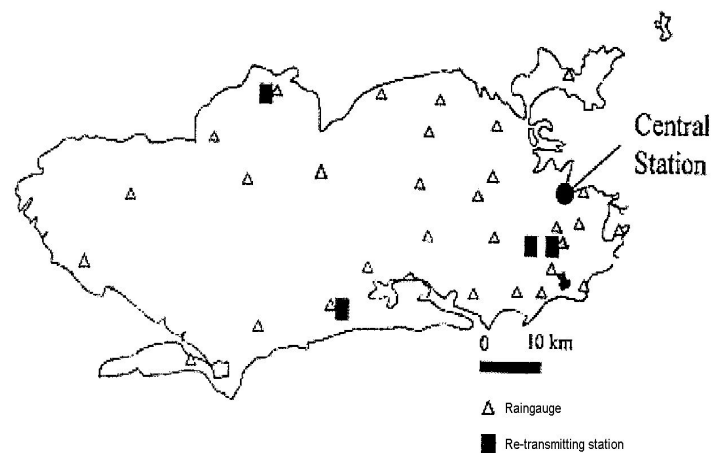 Central
Station
0 10 km
Raingauge
Re-transmitting station